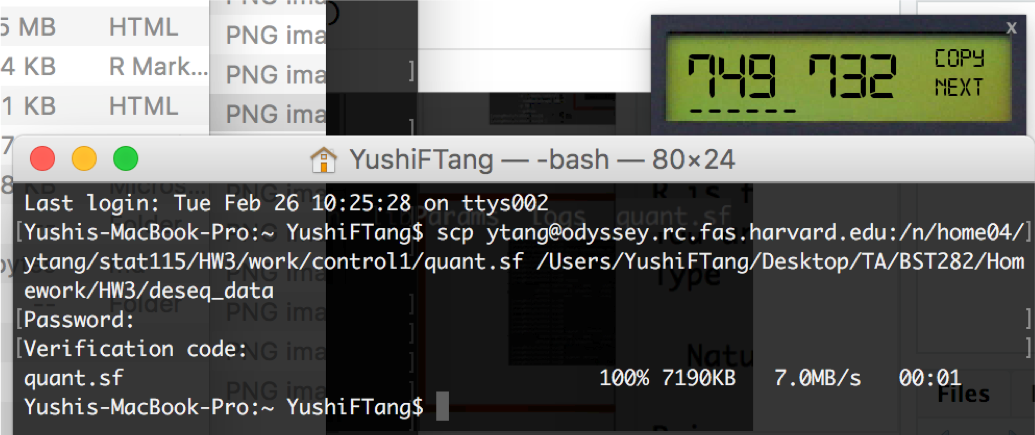 5 MB HTML PNG ima
4 KB R Mark... PNG ima
1 KB HTML PNG ima
x
749 732 COPY
NEXT
YushiFTang — -bash — 80×24
Last login: Tue Feb 26 10:25:28 on ttys002
[Yushis-MacBook-Pro:~ YushiFTang$ scp ytang@odyssey.rc.fas.harvard.edu:/n/home04/]
ytang/stat115/HW3/work/control1/quant.sf /Users/YushiFTang/Desktop/TA/BST282/Hom
ework/HW3/deseq_data
[Password: ]
[Verification code: ]
quant.sf 100% 7190KB 7.0MB/s 00:01
Yushis-MacBook-Pro:~ YushiFTang$
Files